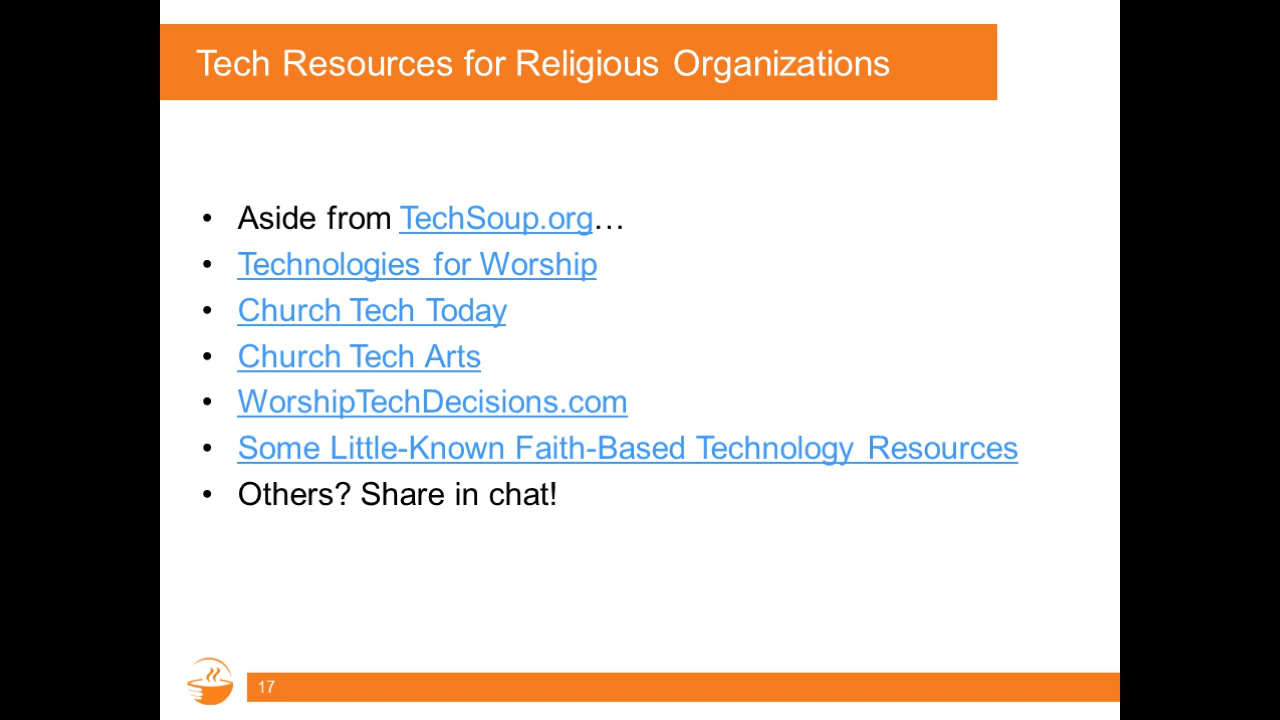 Tech Resources for Religious Organizations
• Aside from TechSoup.org…
• Technologies for Worship
• Church Tech Today
• Church Tech Arts
• WorshipTechDecisions.com
• Some Little-Known Faith-Based Technology Resources
• Others? Share in chat!
17